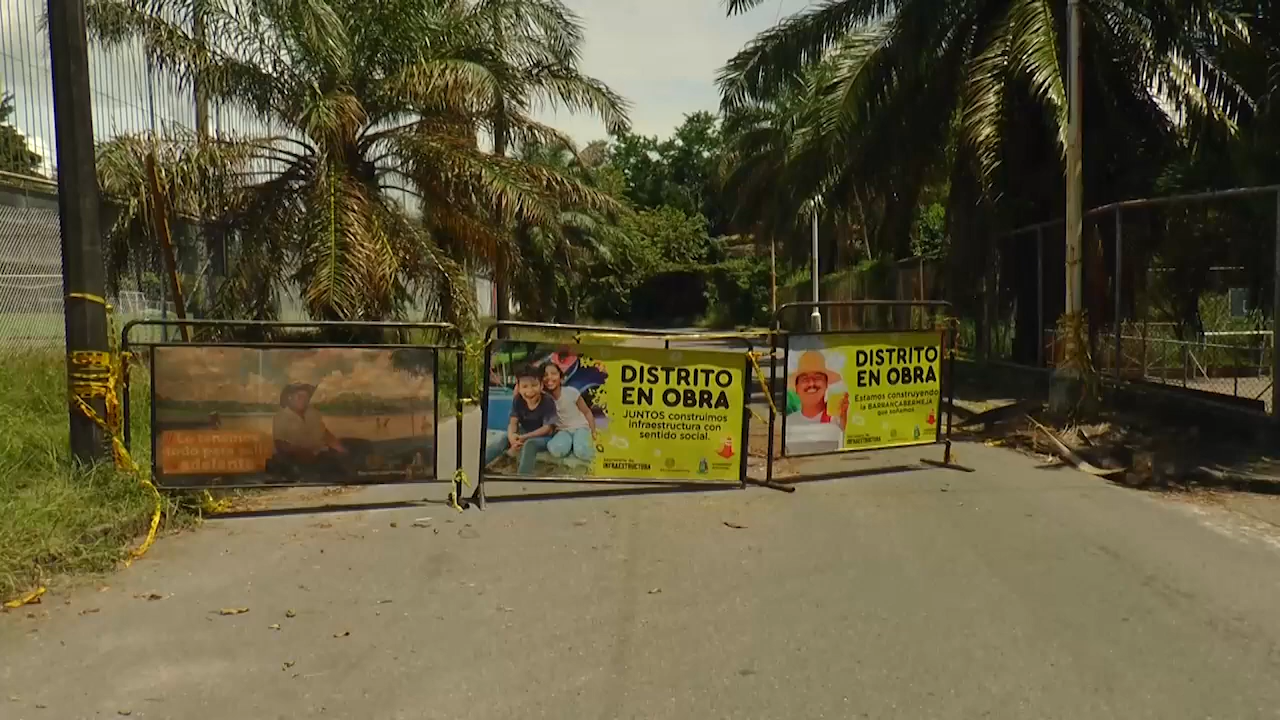 Lo tenemos
todo para salir
adelante
DISTRITO
EN OBRA
JUNTOS construimos
infraestructura con
sentido social.
INFRAESTRUCTURA
DISTRITO
EN OBRA
Estamos construyendo
la BARRANCABERMEJA
que soñamos.
INFRAESTRUCTURA